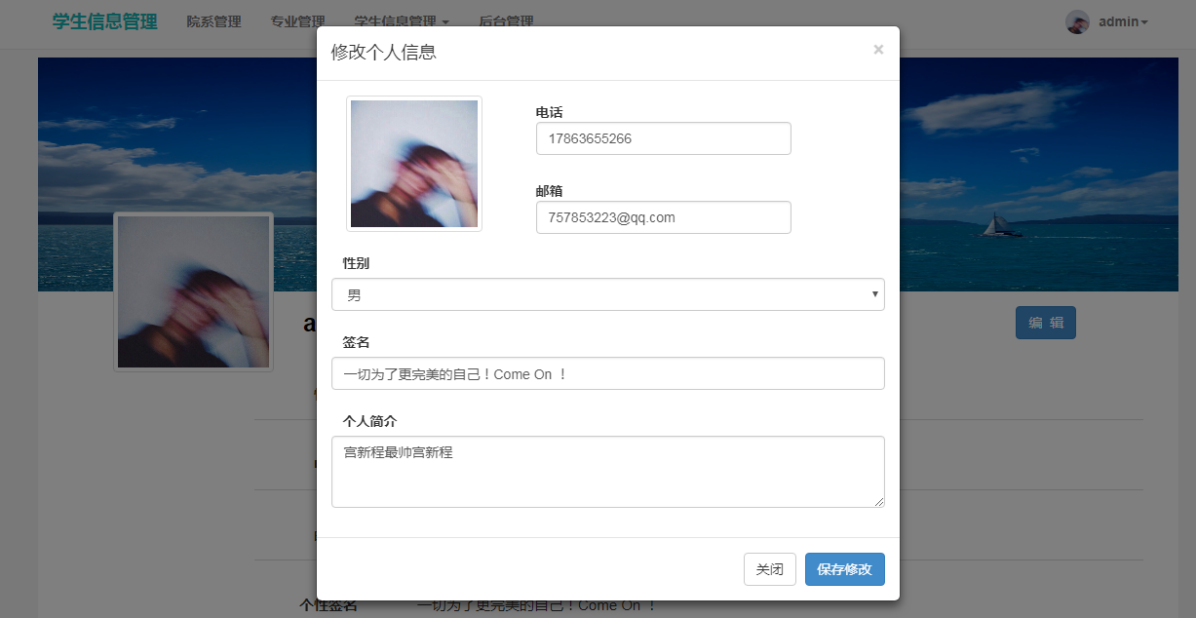 学生信息管理 院系管理 专业管理 学生信息管理 后台管理 admin
修改个人信息 ×
电话
17863655266
邮箱
757853223@qq.com
性别
男
签名
一切为了更完美的自己！Come On ！
个人简介
宫新程最帅宫新程
关闭 保存修改
编 辑
个性签名 一切为了更完美的自己！Come On ！